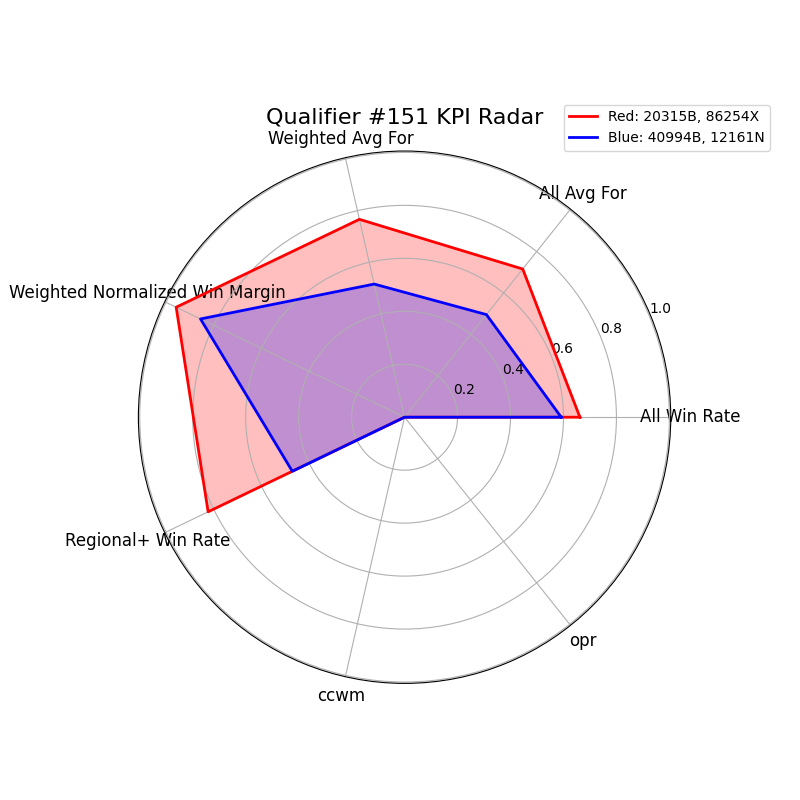 Qualifier #151 KPI Radar
Red: 20315B, 86254X
Blue: 40994B, 12161N
Weighted Avg For
All Avg For
Weighted Normalized Win Margin
1.0
0.8
0.6
0.4
0.2
All Win Rate
Regional+ Win Rate
opr
ccwm